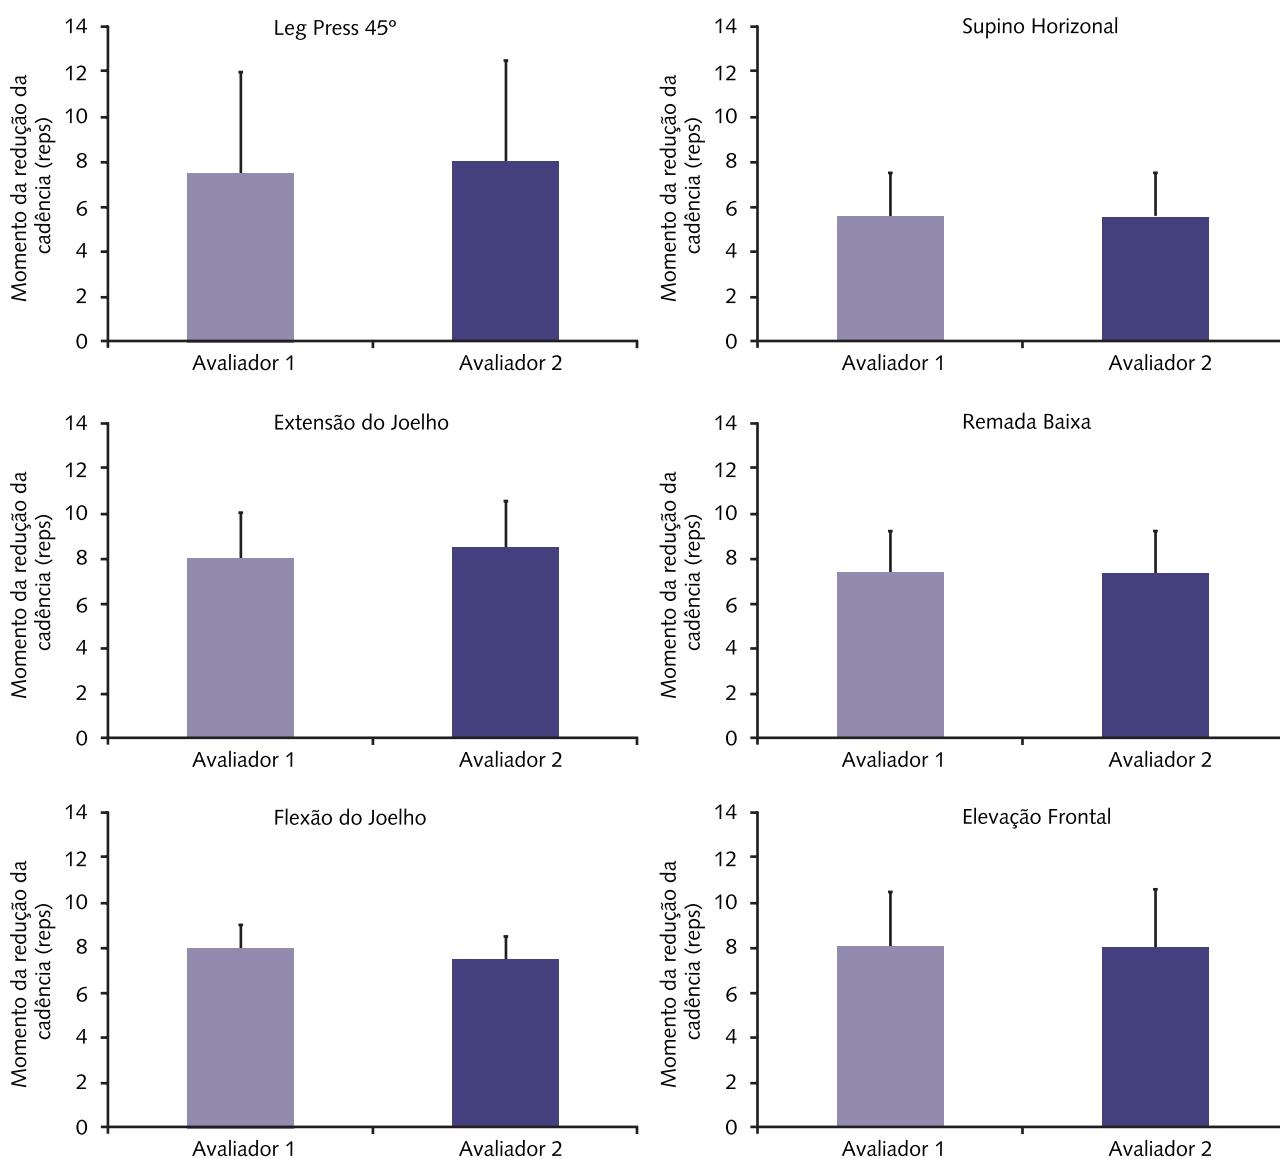 Leg Press 45º
Momento da redução da
cadência (reps)
14
12
10
8
6
4
2
0
Avaliador 1
Avaliador 2
Supino Horizonal
Momento da redução da
cadência (reps)
14
12
10
8
6
4
2
0
Avaliador 1
Avaliador 2
Extensão do Joelho
Momento da redução da
cadência (reps)
14
12
10
8
6
4
2
0
Avaliador 1
Avaliador 2
Remada Baixa
Momento da redução da
cadência (reps)
14
12
10
8
6
4
2
0
Avaliador 1
Avaliador 2
Flexão do Joelho
Momento da redução da
cadência (reps)
14
12
10
8
6
4
2
0
Avaliador 1
Avaliador 2
Elevação Frontal
Momento da redução da
cadência (reps)
14
12
10
8
6
4
2
0
Avaliador 1
Avaliador 2